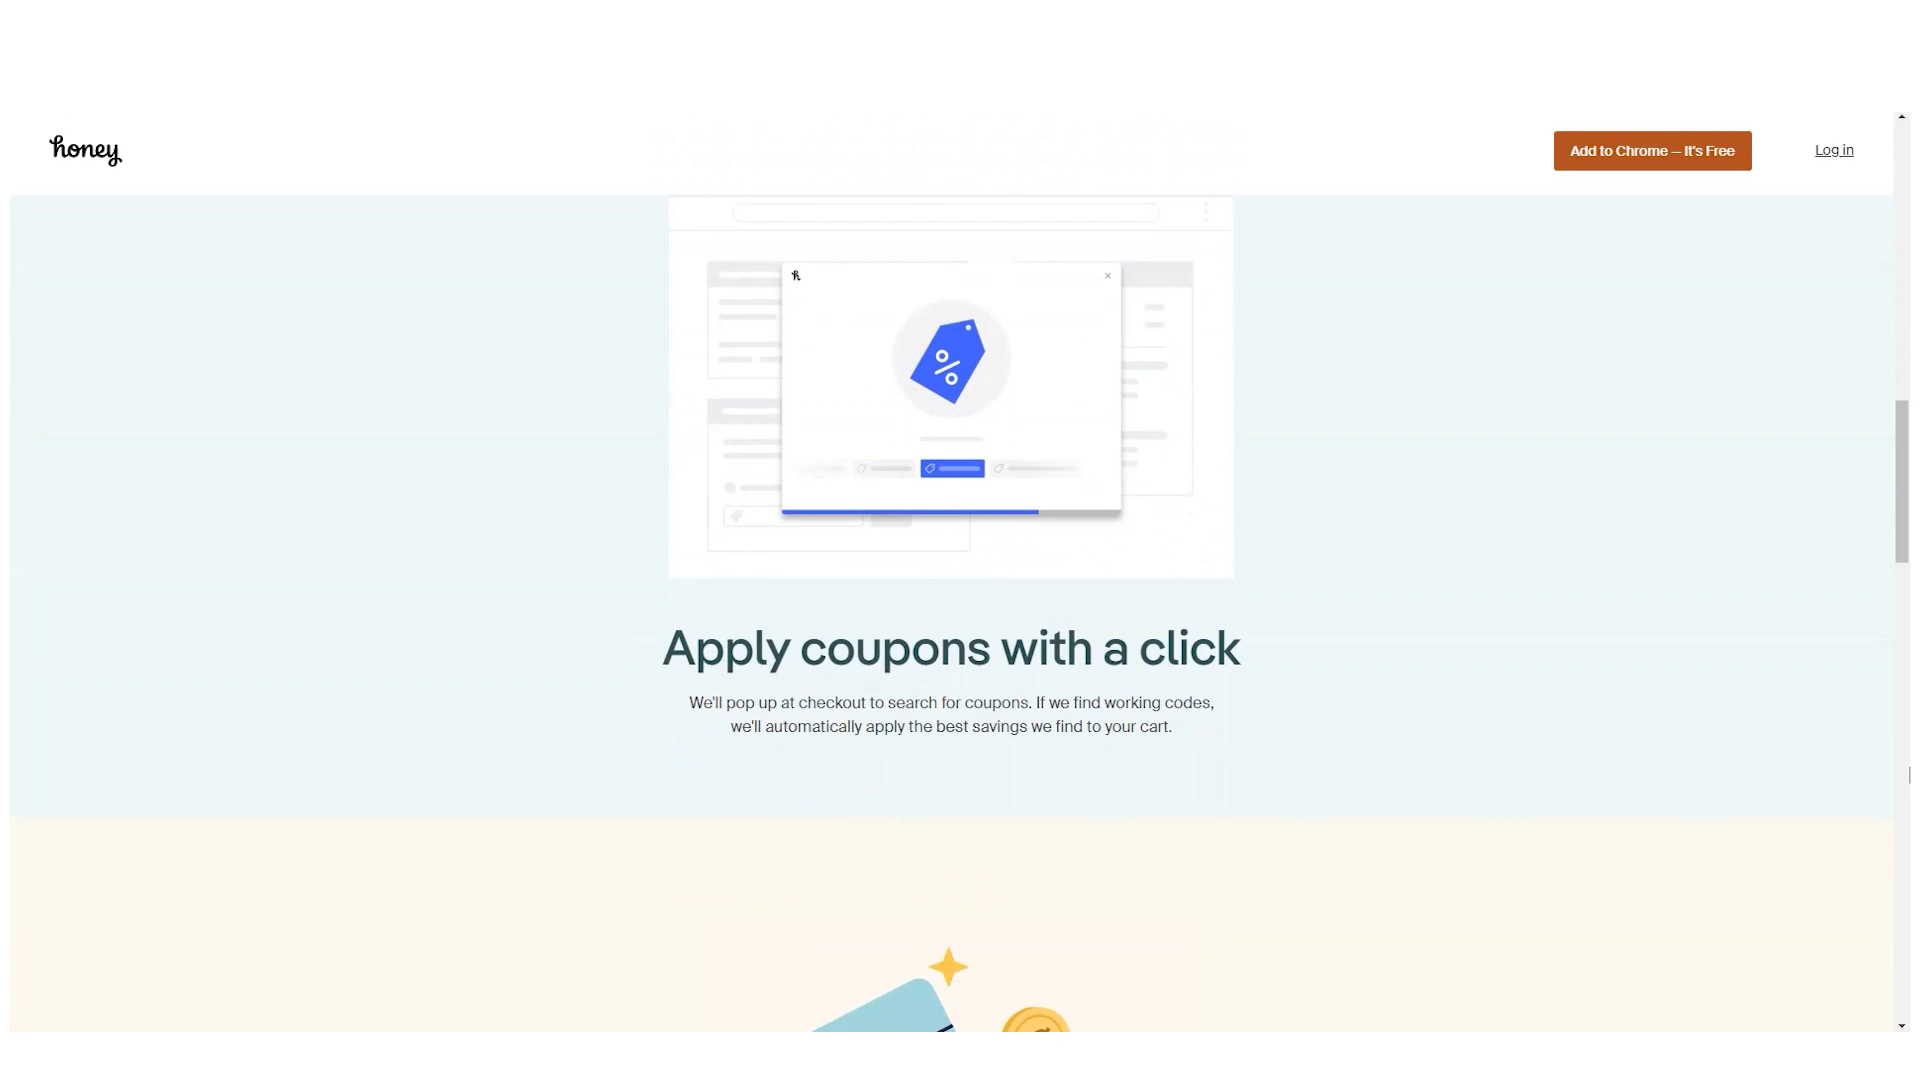 honey
Add to Chrome — It's Free
Log in
Apply coupons with a click
We'll pop up at checkout to search for coupons. If we find working codes,
we'll automatically apply the best savings we find to your cart.